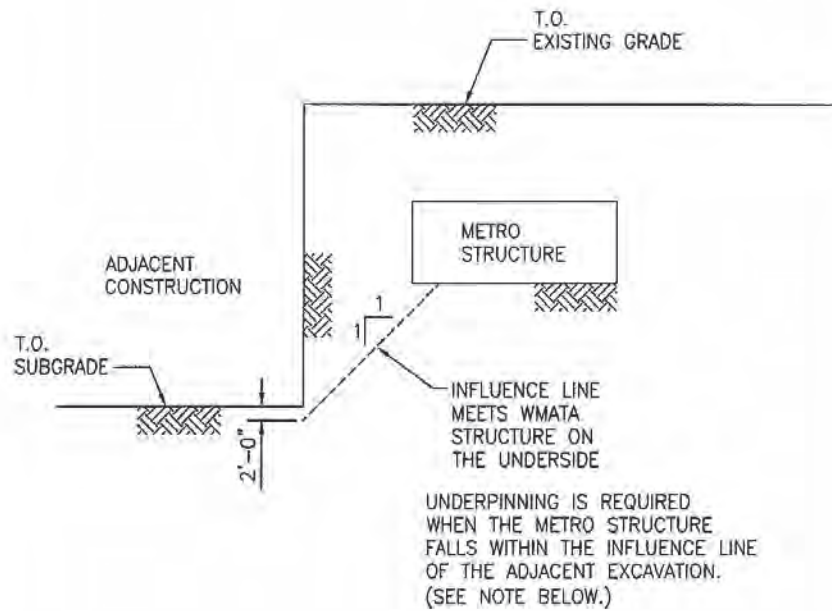 T.O.
EXISTING GRADE
METRO
STRUCTURE
ADJACENT
CONSTRUCTION
1
1
T.O.
SUBGRADE
2'-0"
INFLUENCE LINE
MEETS WMATA
STRUCTURE ON
THE UNDERSIDE
UNDERPINNING IS REQUIRED
WHEN THE METRO STRUCTURE
FALLS WITHIN THE INFLUENCE LINE
OF THE ADJACENT EXCAVATION.
(SEE NOTE BELOW.)